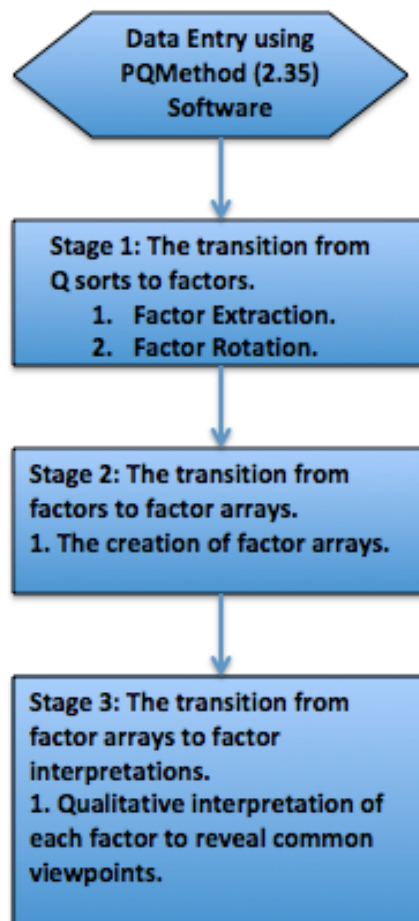 Data Entry using
PQMethod (2.35)
Software
Stage 1: The transition from
Q sorts to factors.
1. Factor Extraction.
2. Factor Rotation.
Stage 2: The transition from
factors to factor arrays.
1. The creation of factor arrays.
Stage 3: The transition from
factor arrays to factor
interpretations.
1. Qualitative interpretation of
each factor to reveal common
viewpoints.